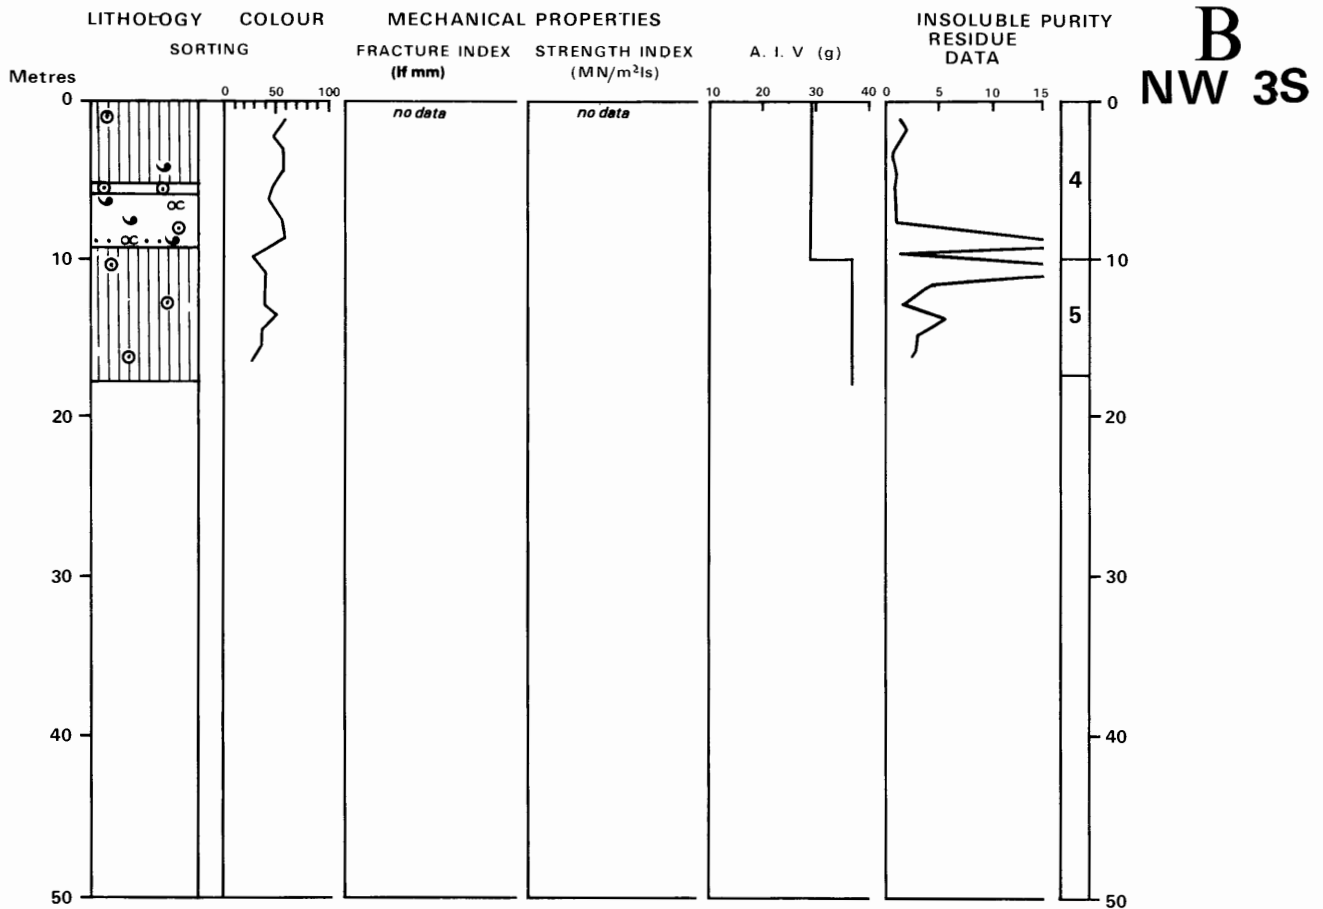 LITHOLOGY COLOUR MECHANICAL PROPERTIES INSOLUBLE PURITY
SORTING FRACTURE INDEX STRENGTH INDEX A. I. V (g) RESIDUE
(If mm) (MN/m²Is) DATA
B
NW 3S
Metres
0 50 100 10 20 30 40 0 5 10 15
0 no data no data 0
4
10 10
5
20 20
30 30
40 40
50 50